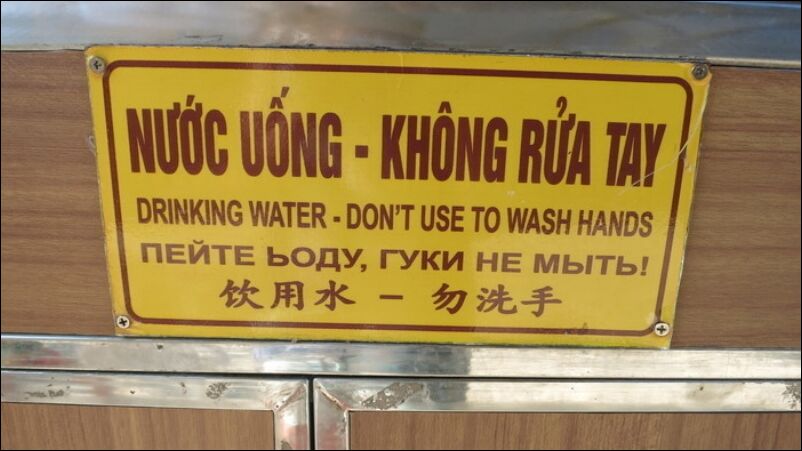 NƯỚC UỐNG - KHÔNG RỬA TAY
DRINKING WATER - DON'T USE TO WASH HANDS
ПЕЙТЕ ЬОДУ, ГУКИ НЕ МЫТЬ!
饮用水 – 勿洗手